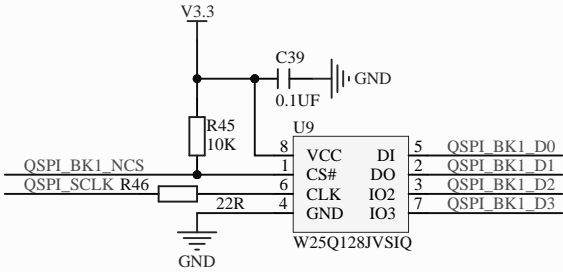 V3.3
C39
GND
0.1UF
R45
10K
U9
8 VCC DI 5 QSPI_BK1_D0
QSPI_BK1_NCS 1 CS# DO 2 QSPI_BK1_D1
QSPI_SCLK R46 6 CLK IO2 3 QSPI_BK1_D2
22R 4 GND IO3 7 QSPI_BK1_D3
W25Q128JVSIQ
GND